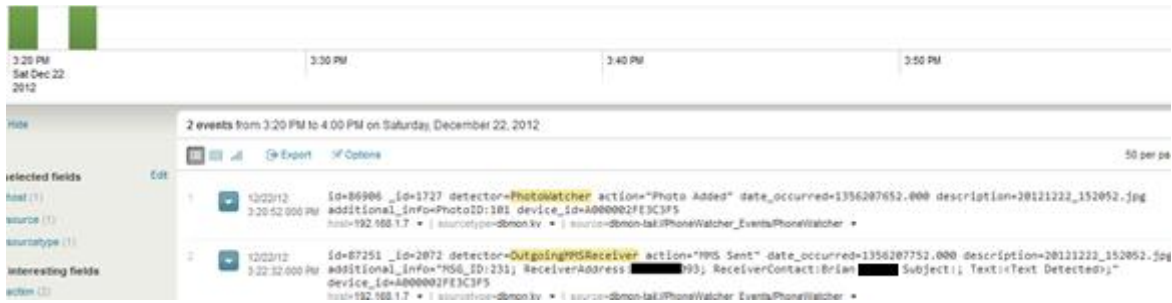 3:20 PM
Sat Dec 22
2012
3:30 PM
3:40 PM
3:50 PM
Hide
2 events from 3:20 PM to 4:00 PM on Saturday, December 22, 2012
Export Options
50 per pa
selected fields Edit
host (1)
source (1)
sourcetype (1)
interesting fields
action (2)
1
12/22/12
3:20:52.000 PM
id=86906 _id=1727 detector=PhotoWatcher action="Photo Added" date_occurred=1356207652.000 description=20121222_152052.jpg
additional_info=PhotoID:101 device_id=A000002FE3C3F5
host=192.168.1.7 | sourcetype=dbmon:kv | source=dbmon-tail://PhoneWatcher_Events/PhoneWatcher
2
12/22/12
3:22:32.000 PM
id=87251 _id=2072 detector=OutgoingMMSReceiver action="MMS Sent" date_occurred=1356207752.000 description=20121222_152052.jpg
additional_info="MSG_ID:231; ReceiverAddress: 93; ReceiverContact:Brian Subject:; Text:<Text Detected>;"
device_id=A000002FE3C3F5
host=192.168.1.7 | sourcetype=dbmon:kv | source=dbmon-tail://PhoneWatcher_Events/PhoneWatcher